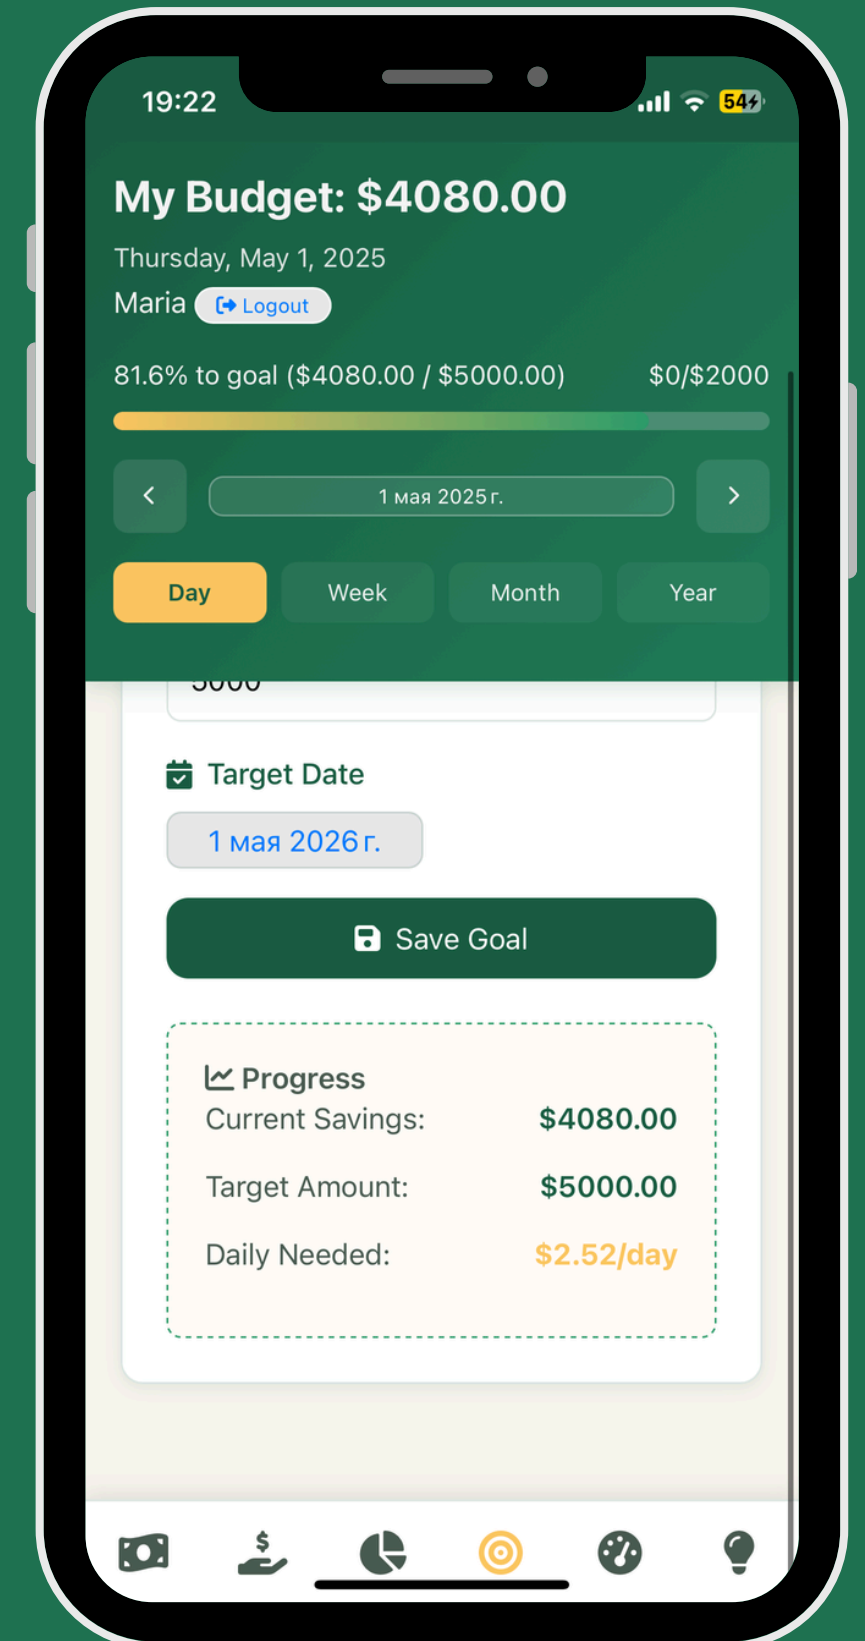 19:22
54
My Budget: $4080.00
Thursday, May 1, 2025
Maria Logout
81.6% to goal ($4080.00 / $5000.00) $0/$2000
1 мая 2025 г.
Day Week Month Year
5000
Target Date
1 мая 2026 г.
Save Goal
Progress
Current Savings: $4080.00
Target Amount: $5000.00
Daily Needed: $2.52/day